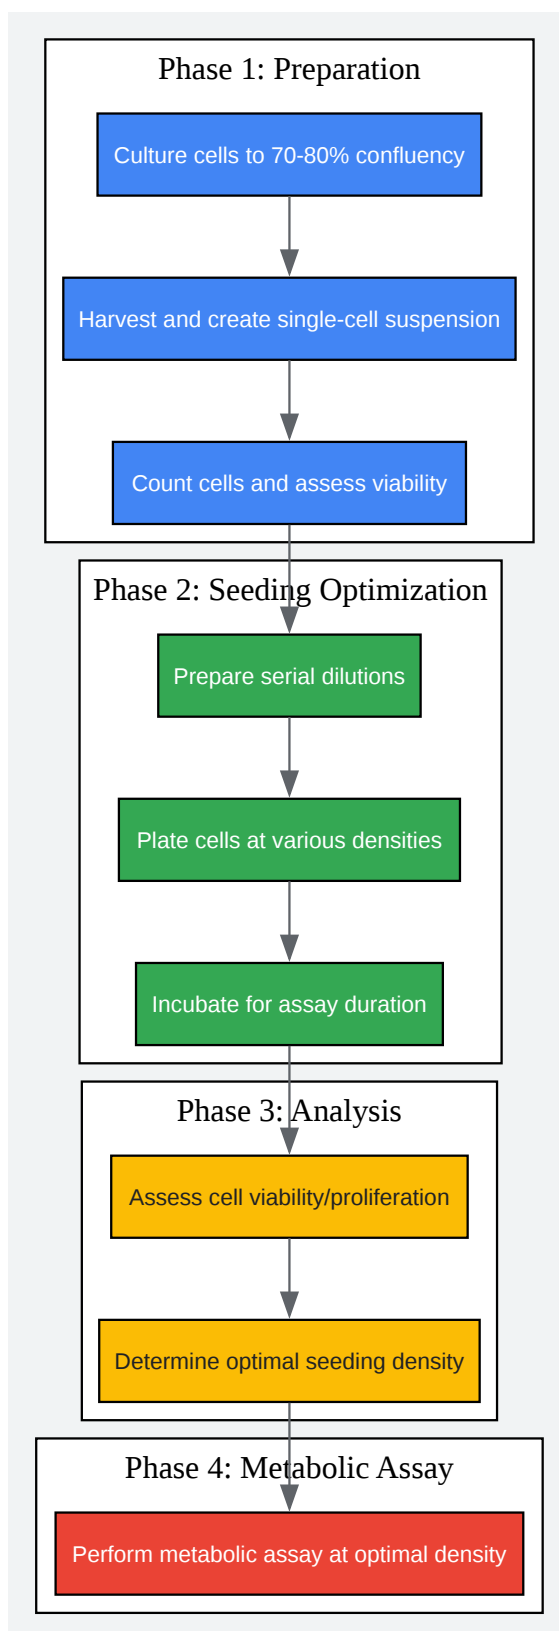 Phase 1: Preparation
Culture cells to 70-80% confluency
Harvest and create single-cell suspension
Count cells and assess viability
Phase 2: Seeding Optimization
Prepare serial dilutions
Plate cells at various densities
Incubate for assay duration
Phase 3: Analysis
Assess cell viability/proliferation
Determine optimal seeding density
Phase 4: Metabolic Assay
Perform metabolic assay at optimal density